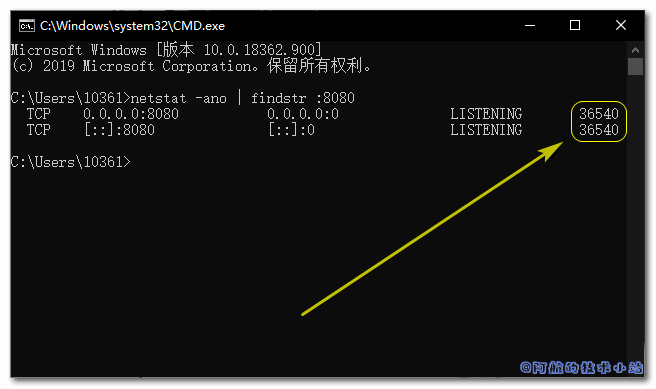 C:\Windows\system32\CMD.exe
Microsoft Windows [版本 10.0.18362.900]
(c) 2019 Microsoft Corporation。保留所有权利。
C:\Users\10361>netstat -ano | findstr :8080
TCP 0.0.0.0:8080 0.0.0.0:0 LISTENING 36540
TCP [::]:8080 [::]:0 LISTENING 36540
C:\Users\10361>
@阿航的技术小站